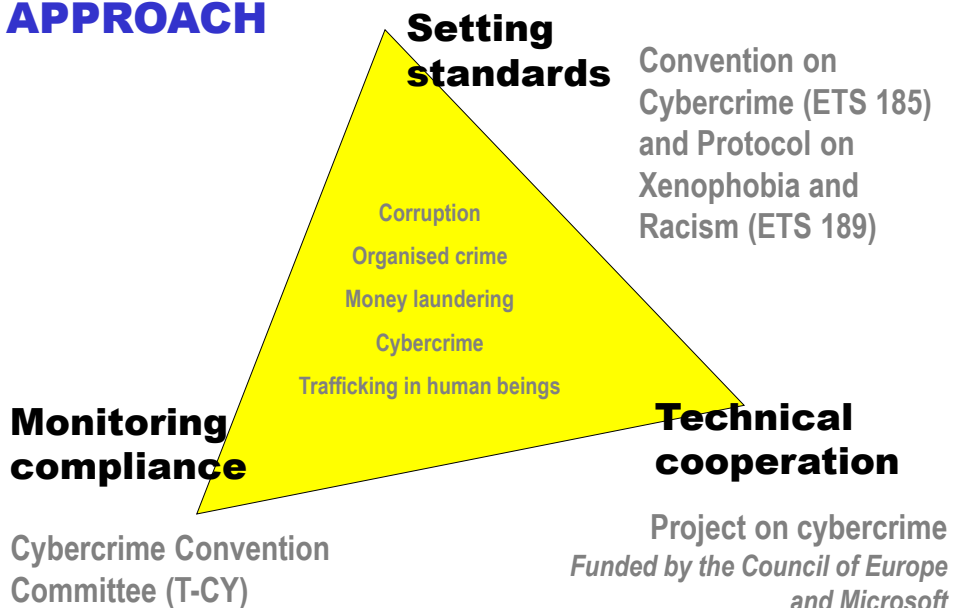 APPROACH
Setting
standards
Convention on
Cybercrime (ETS 185)
and Protocol on
Xenophobia and
Racism (ETS 189)
Corruption
Organised crime
Money laundering
Cybercrime
Trafficking in human beings
Monitoring
compliance
Technical
cooperation
Cybercrime Convention
Committee (T-CY)
Project on cybercrime
Funded by the Council of Europe
and Microsoft